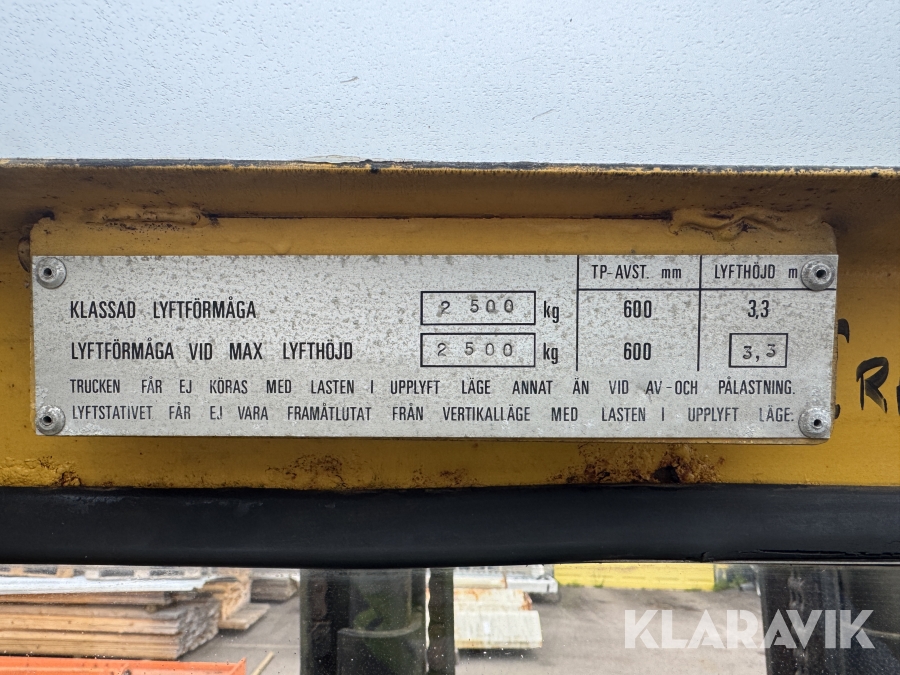 TP-AVST. mm LYFTHÖJD m
KLASSAD LYFTFÖRMÅGA 2 500 kg 600 3,3
LYFTFÖRMÅGA VID MAX LYFTHÖJD 2 500 kg 600 3,3
TRUCKEN FÅR EJ KÖRAS MED LASTEN I UPPLYFT LÄGE ANNAT ÄN VID AV-OCH PÅLASTNING.
LYFTSTATIVET FÅR EJ VARA FRAMÅTLUTAT FRÅN VERTIKALLÄGE MED LASTEN I UPPLYFT LÄGE.
KLARAVIK